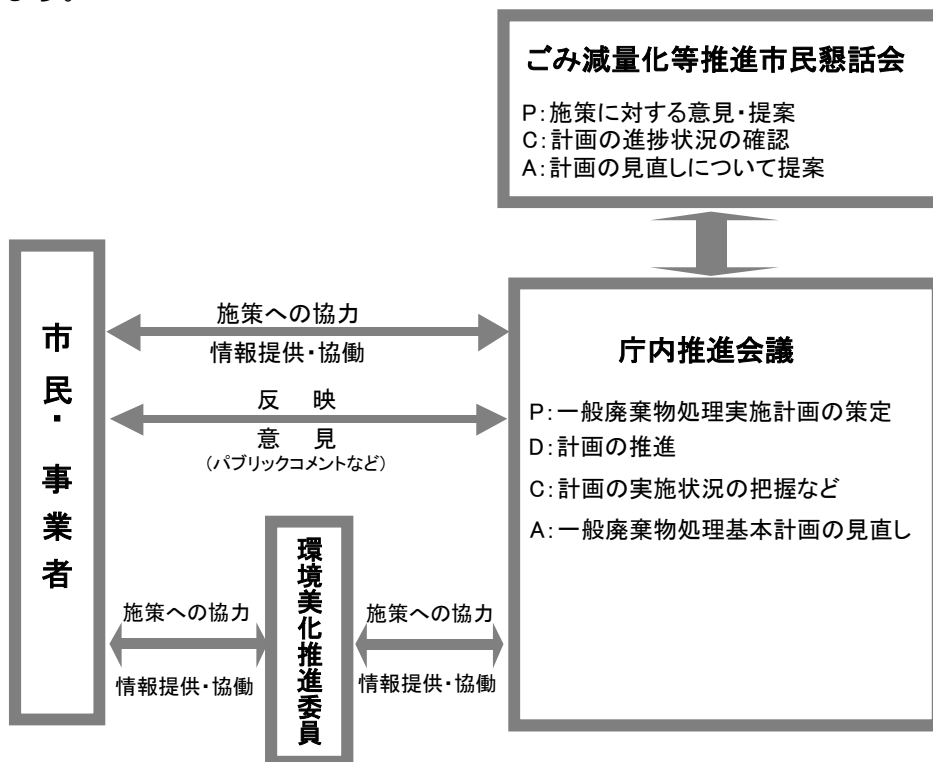 ごみ減量化等推進市民懇話会
P:施策に対する意見・提案
C:計画の進捗状況の確認
A:計画の見直しについて提案
市民・事業者
施策への協力
情報提供・協働
反 映
意 見
(パブリックコメントなど)
庁内推進会議
P:一般廃棄物処理実施計画の策定
D:計画の推進
C:計画の実施状況の把握など
A:一般廃棄物処理基本計画の見直し
環境美化推進委員
施策への協力
情報提供・協働
施策への協力
情報提供・協働